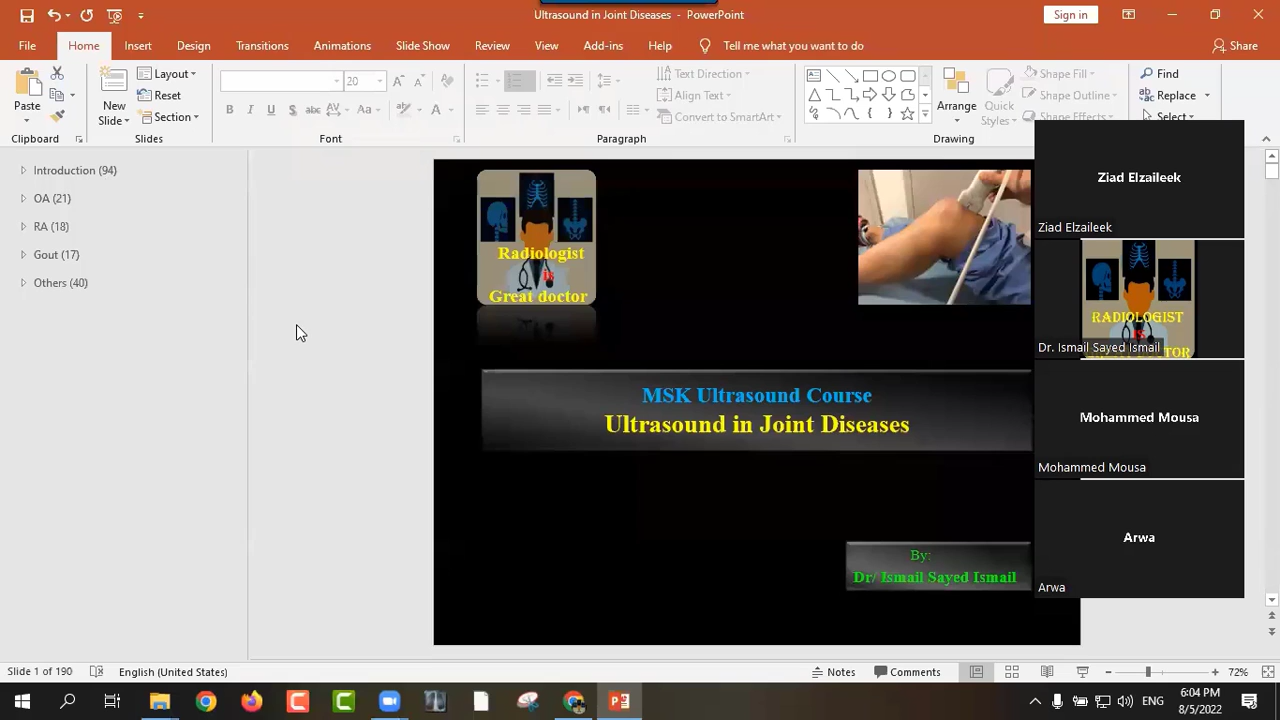 Ultrasound in Joint Diseases - PowerPoint
Sign in
File
Home
Insert
Design
Transitions
Animations
Slide Show
Review
View
Add-ins
Help
Tell me what you want to do
Share
Paste
New
Slide
Layout
Reset
Section
20
B
I
U
S
abc
AV
Aa
A
Text Direction
Align Text
Convert to SmartArt
Arrange
Quick
Styles
Shape Fill
Shape Outline
Shape Effects
Find
Replace
Select
Clipboard
Slides
Font
Paragraph
Drawing
Introduction (94)
OA (21)
RA (18)
Gout (17)
Others (40)
Radiologist
is
Great doctor
MSK Ultrasound Course
Ultrasound in Joint Diseases
By:
Dr/ Ismail Sayed Ismail
Ziad Elzaileek
Ziad Elzaileek
RADIOLOGIST
IS
Dr. Ismail Sayed Ismail
Mohammed Mousa
Mohammed Mousa
Arwa
Arwa
Slide 1 of 190
English (United States)
Notes
Comments
72%
ENG
6:04 PM
8/5/2022